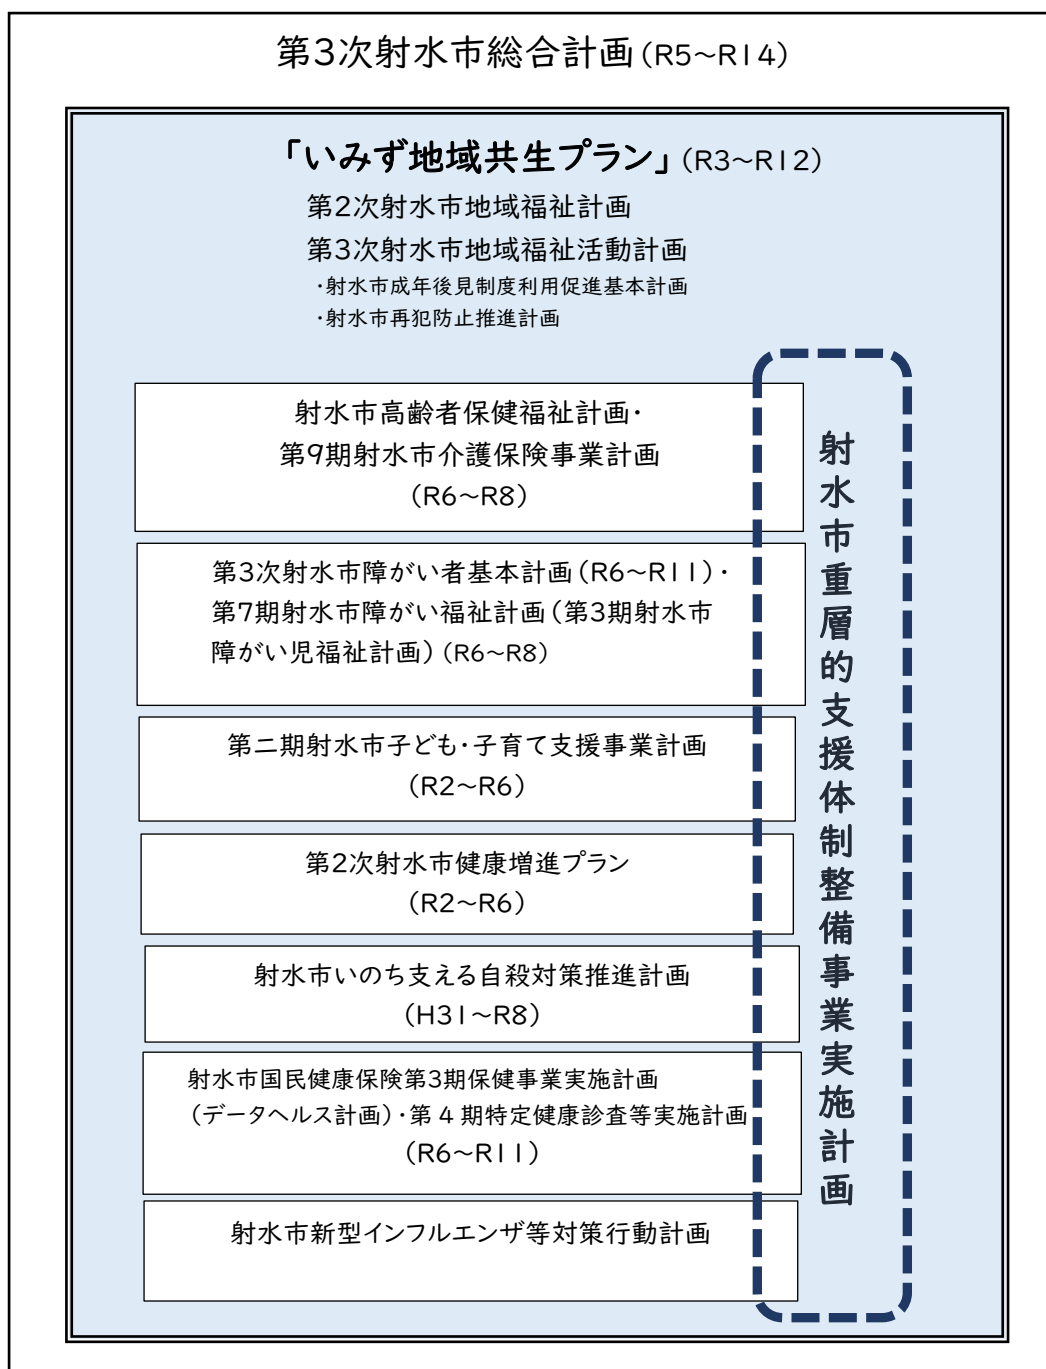 第3次射水市総合計画(R5～R14)
「いみず地域共生プラン」(R3～R12)
第2次射水市地域福祉計画
第3次射水市地域福祉活動計画
・射水市成年後見制度利用促進基本計画
・射水市再犯防止推進計画
射水市高齢者保健福祉計画・
第9期射水市介護保険事業計画
(R6～R8)
第3次射水市障がい者基本計画(R6～R11)・
第7期射水市障がい福祉計画(第3期射水市
障がい児福祉計画)(R6～R8)
第二期射水市子ども・子育て支援事業計画
(R2～R6)
第2次射水市健康増進プラン
(R2～R6)
射水市いのち支える自殺対策推進計画
(H31～R8)
射水市国民健康保険第3期保健事業実施計画
(データヘルス計画)・第4期特定健康診査等実施計画
(R6～R11)
射水市新型インフルエンザ等対策行動計画
射水市重層的支援体制整備事業実施計画